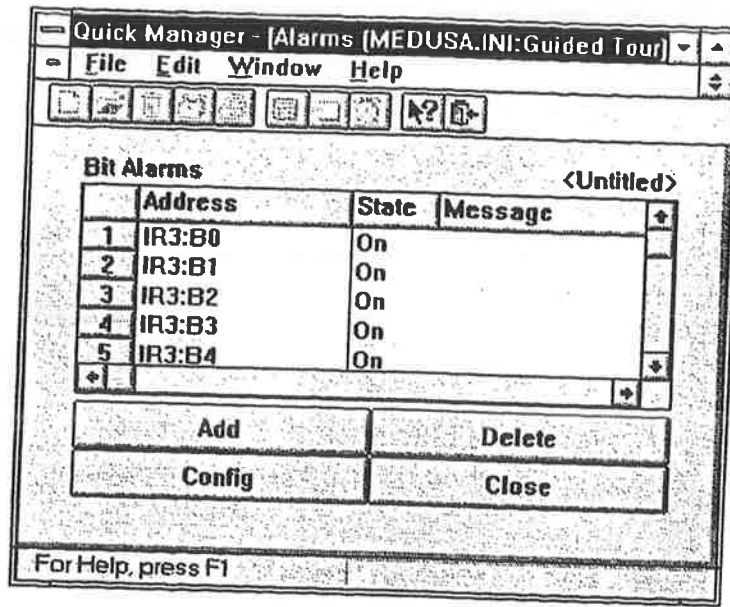 Quick Manager - [Alarms (MEDUSA.INI:Guided Tour)
File Edit Window Help
Bit Alarms <Untitled>
Address State Message
1 IR3:B0 On
2 IR3:B1 On
3 IR3:B2 On
4 IR3:B3 On
5 IR3:B4 On
Add Delete
Config Close
For Help, press F1